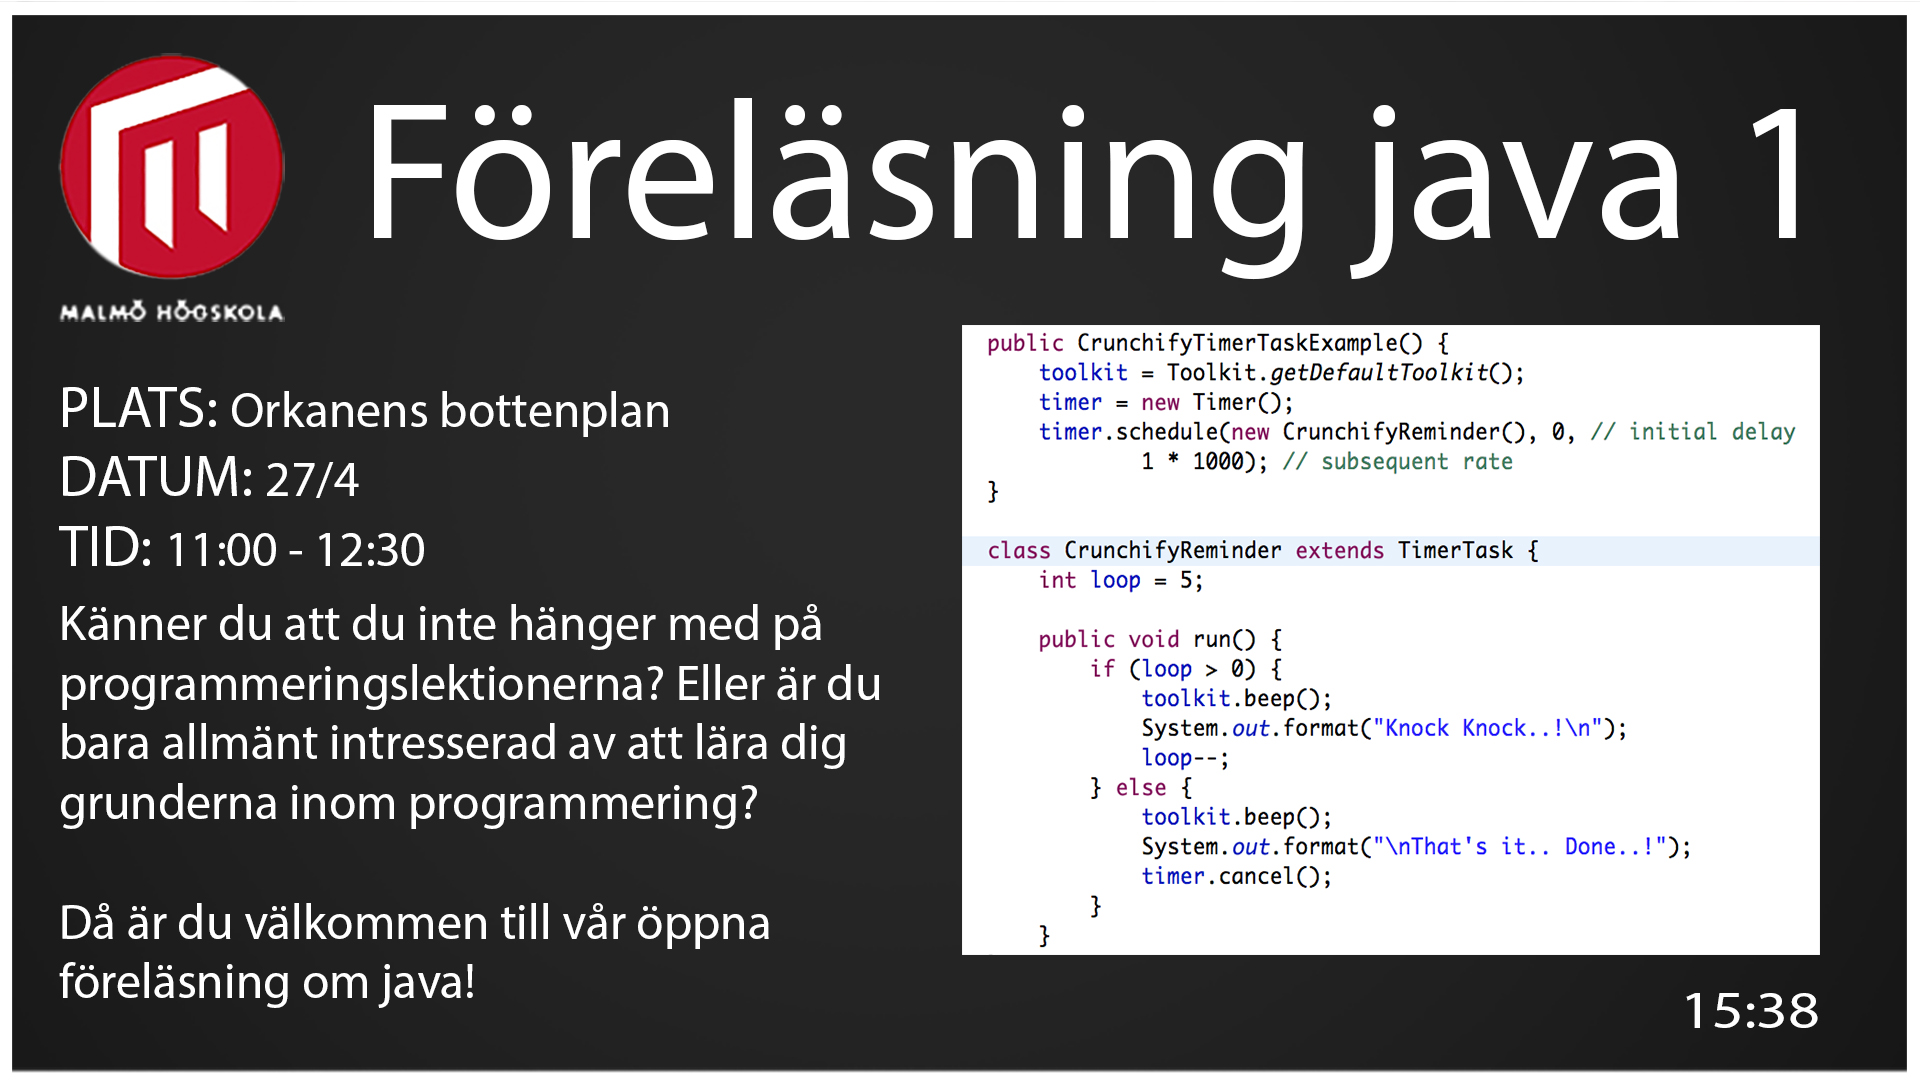 MALMÖ HÖGSKOLA
Föreläsning java 1
PLATS: Orkanens bottenplan
DATUM: 27/4
TID: 11:00 - 12:30
Känner du att du inte hänger med på
programmeringslektionerna? Eller är du
bara allmänt intresserad av att lära dig
grunderna inom programmering?
Då är du välkommen till vår öppna
föreläsning om java!
public CrunchifyTimerTaskExample() {
    toolkit = Toolkit.getDefaultToolkit();
    timer = new Timer();
    timer.schedule(new CrunchifyReminder(), 0, // initial delay
            1 * 1000); // subsequent rate
}
class CrunchifyReminder extends TimerTask {
    int loop = 5;
    public void run() {
        if (loop > 0) {
            toolkit.beep();
            System.out.format("Knock Knock..!\n");
            loop--;
        } else {
            toolkit.beep();
            System.out.format("\nThat's it.. Done..!");
            timer.cancel();
        }
    }
15:38